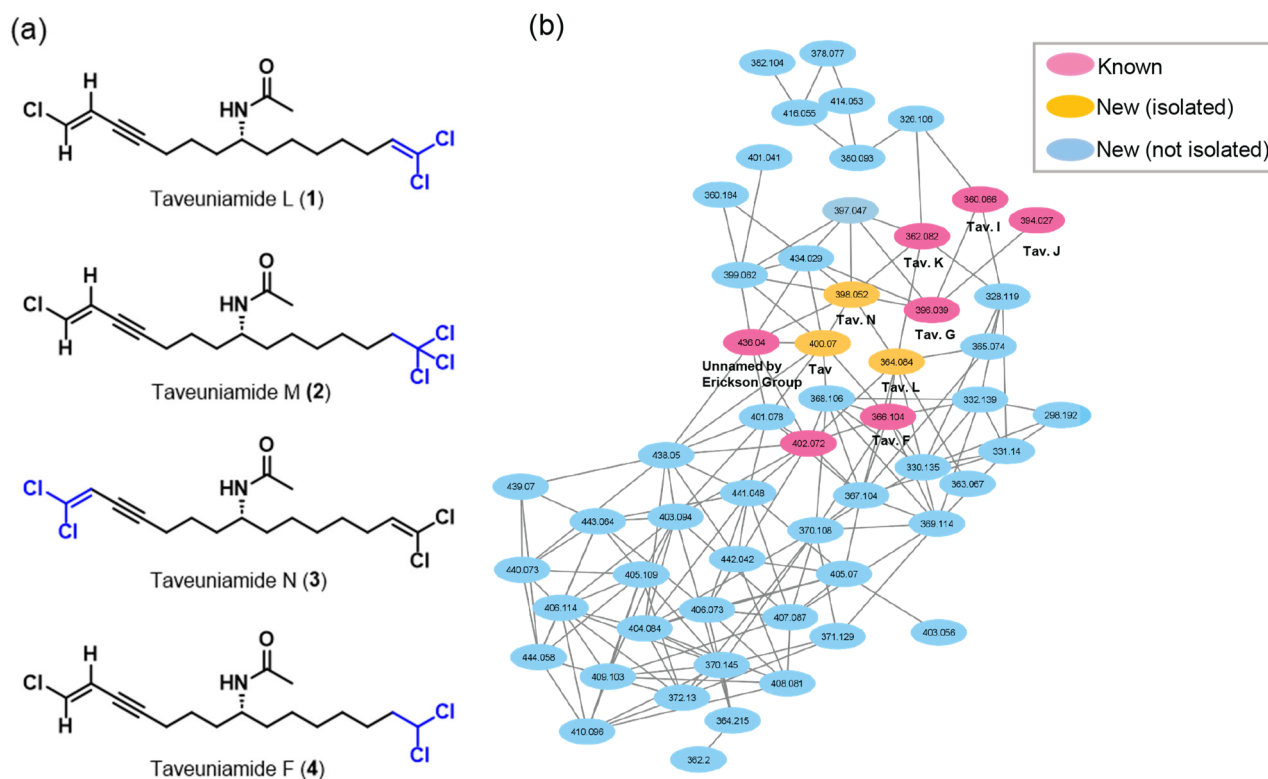 (a)
O
HN
Cl
H
H
Cl
Cl
Taveuniamide L (1)
O
HN
Cl
H
H
Cl
Cl
Cl
Taveuniamide M (2)
O
HN
Cl
Cl
Cl
Cl
Taveuniamide N (3)
O
HN
Cl
H
H
Cl
Cl
Taveuniamide F (4)
(b)
Known
New (isolated)
New (not isolated)
382.104
378.077
416.055
414.053
380.093
326.106
401.041
360.184
397.047
360.066
Tav. I
394.027
Tav. J
362.082
Tav. K
399.062
434.029
398.052
Tav. N
396.039
Tav. G
328.119
436.04
Unnamed by
Erickson Group
400.07
Tav
364.084
Tav. L
365.074
368.106
332.139
401.078
366.104
Tav. F
298.192
402.072
438.05
330.135
331.14
363.067
439.07
441.048
367.104
369.114
443.064
403.094
370.108
440.073
405.109
442.042
405.07
406.114
404.084
406.073
407.087
371.129
403.056
444.058
409.103
370.145
408.081
372.13
410.096
364.215
362.2